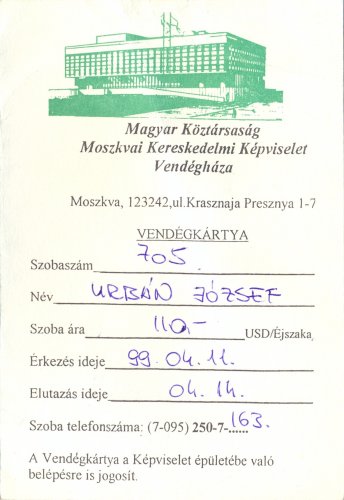 Magyar Köztársaság
Moszkvai Kereskedelmi Képviselet
Vendégháza
Moszkva, 123242,ul.Krasznaja Presznya 1-7
VENDÉGKÁRTYA
Szobaszám 705
Név URBÁN JÓZSEF
Szoba ára 110,- USD/Éjszaka
Érkezés ideje 99 04. 11.
Elutazás ideje 04. 14.
Szoba telefonszáma: (7-095) 250-7-......163.
A Vendégkártya a Képviselet épületébe való
belépésre is jogosít.